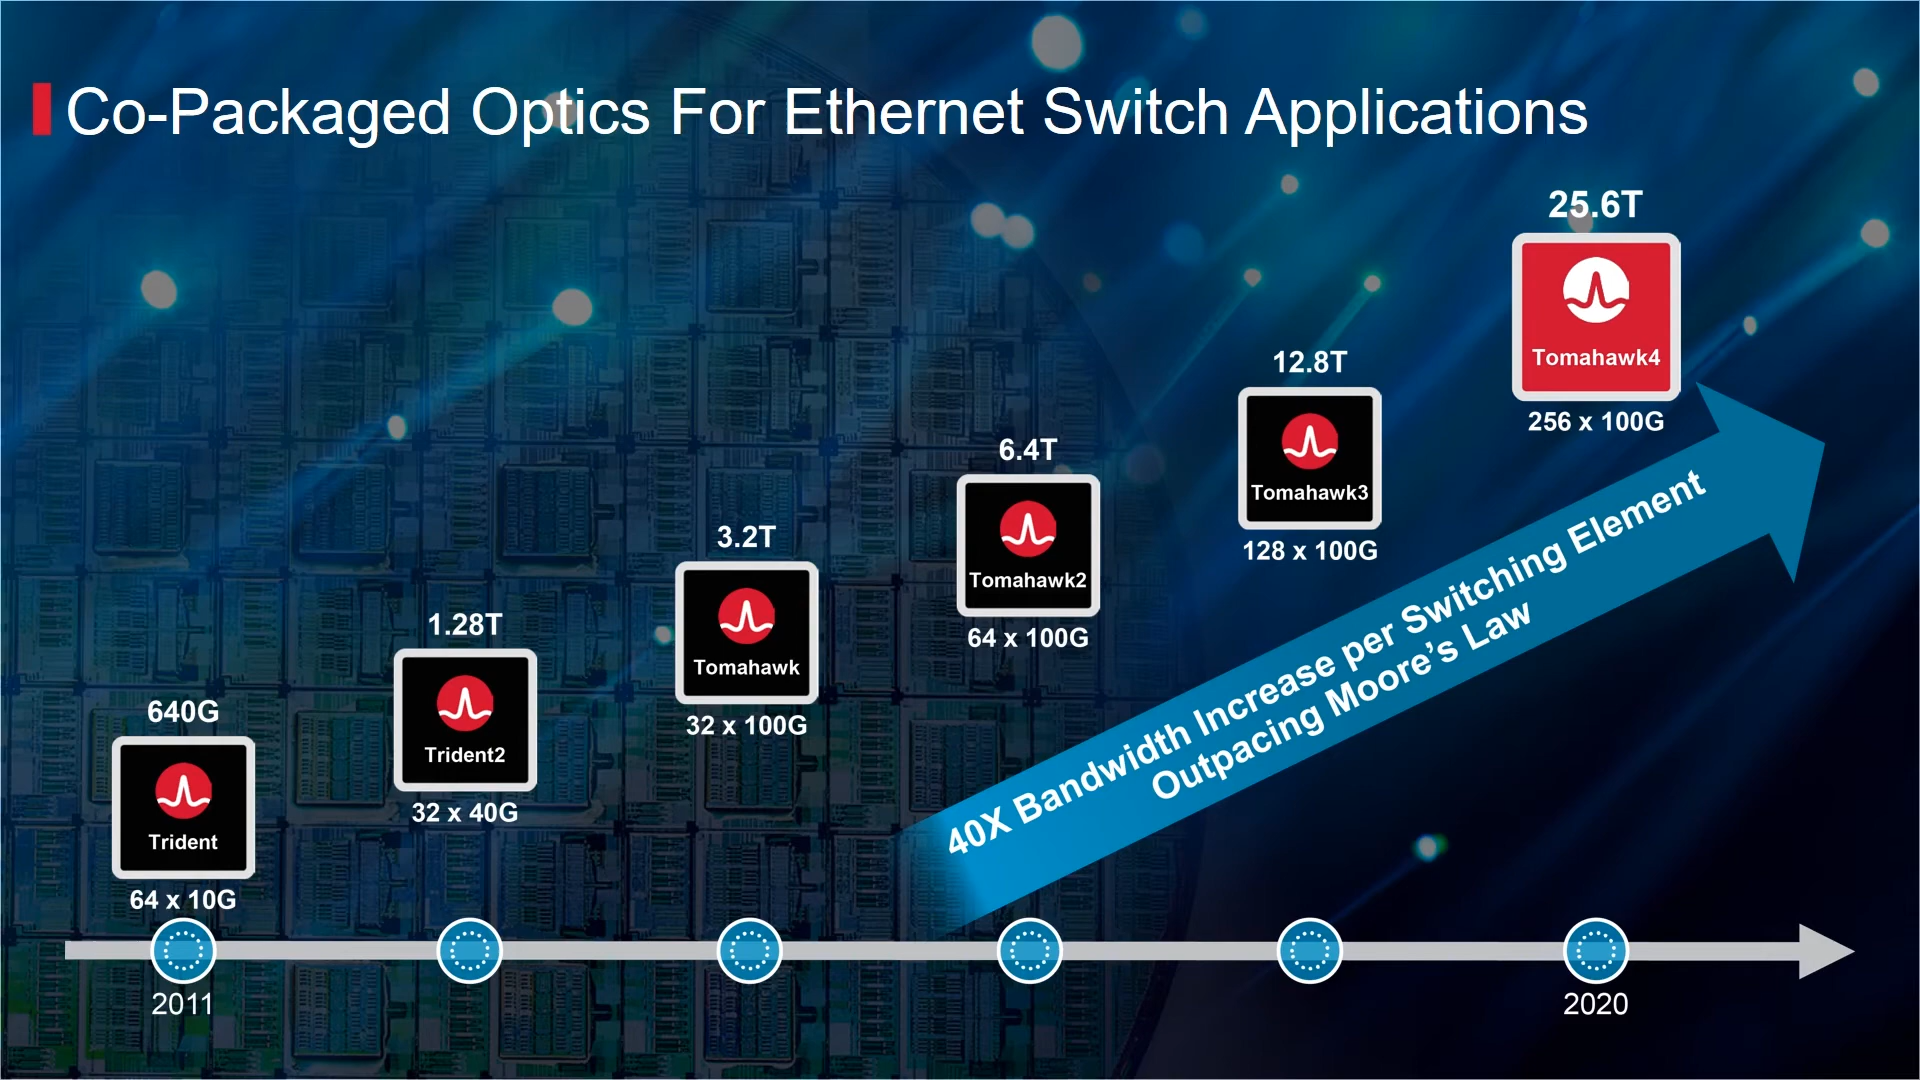 Co-Packaged Optics For Ethernet Switch Applications
25.6T
Tomahawk4
256 x 100G
12.8T
Tomahawk3
128 x 100G
6.4T
Tomahawk2
64 x 100G
3.2T
Tomahawk
32 x 100G
1.28T
Trident2
32 x 40G
640G
Trident
64 x 10G
40X Bandwidth Increase per Switching Element
Outpacing Moore’s Law
2011
2020